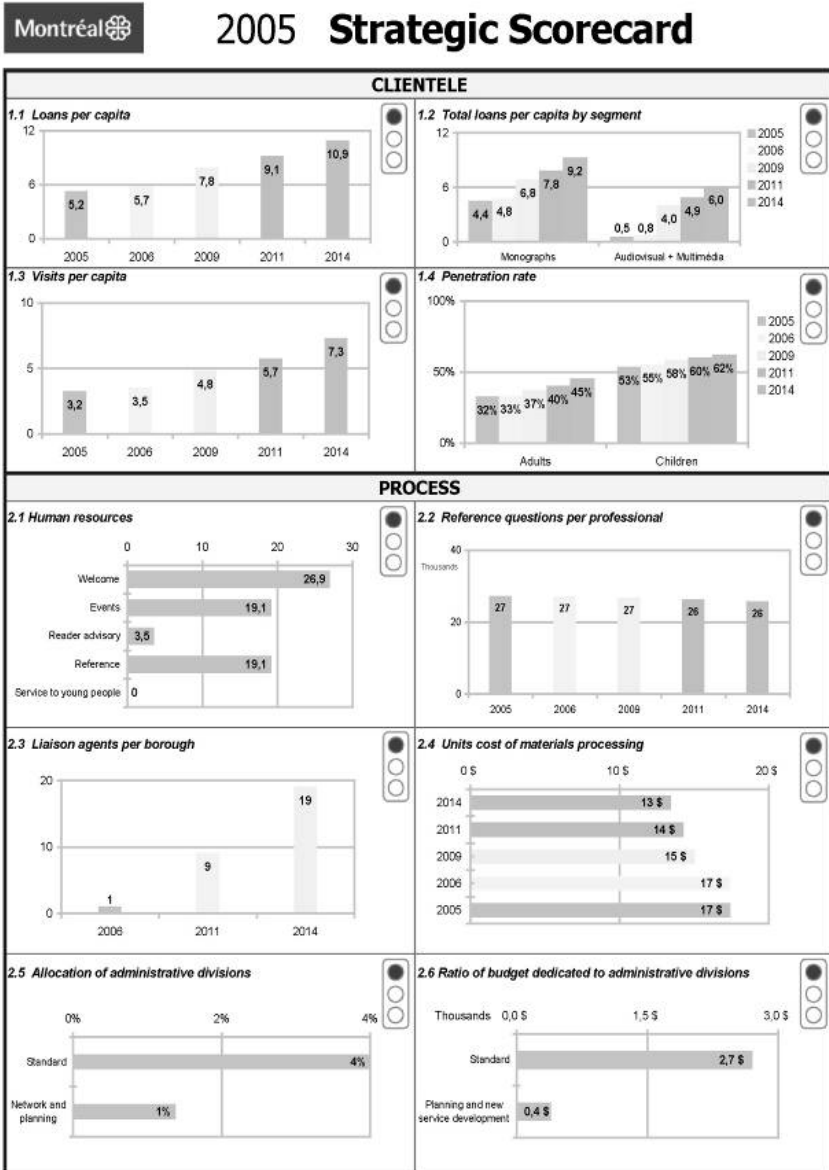 Montréal
2005 Strategic Scorecard
CLIENTELE
1.1 Loans per capita
12
6
0
5,2
5,7
7,8
9,1
10,9
2005 2006 2009 2011 2014
1.2 Total loans per capita by segment
12
6
0
4,4 4,8 6,8 7,8 9,2
0,5 0,8 4,0 4,9 6,0
Monographs Audiovisual + Multimédia
2005
2006
2009
2011
2014
1.3 Visits per capita
10
5
0
3,2
3,5
4,8
5,7
7,3
2005 2006 2009 2011 2014
1.4 Penetration rate
100%
50%
0%
32% 33% 37% 40% 45%
53% 55% 58% 60% 62%
Adults Children
2005
2006
2009
2011
2014
PROCESS
2.1 Human resources
0 10 20 30
Welcome 26,9
Events 19,1
Reader advisory 3,5
Reference 19,1
Service to young people 0
2.2 Reference questions per professional
40
Thousands
20
0
27 27 27 26 26
2005 2006 2009 2011 2014
2.3 Liaison agents per borough
20
10
0
1
9
19
2006 2011 2014
2.4 Units cost of materials processing
0 $ 10 $ 20 $
2014 13 $
2011 14 $
2009 15 $
2006 17 $
2005 17 $
2.5 Allocation of administrative divisions
0% 2% 4%
Standard 4%
Network and
planning 1%
2.6 Ratio of budget dedicated to administrative divisions
Thousands 0,0 $ 1,5 $ 3,0 $
Standard 2,7 $
Planning and new
service development 0,4 $